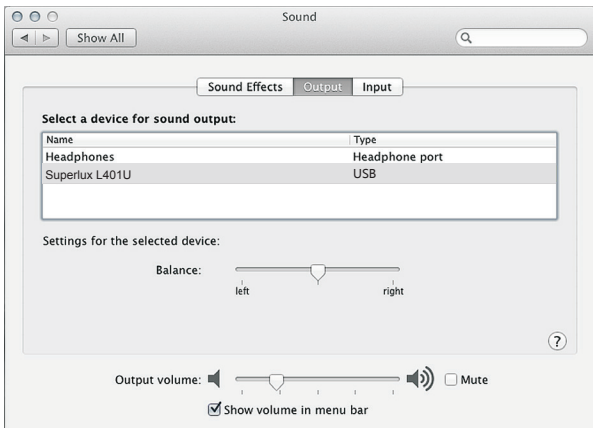 Sound
Show All
Sound Effects Output Input
Select a device for sound output:
Name Type
Headphones Headphone port
Superlux L401U USB
Settings for the selected device:
Balance:
left right
?
Output volume: Mute
Show volume in menu bar